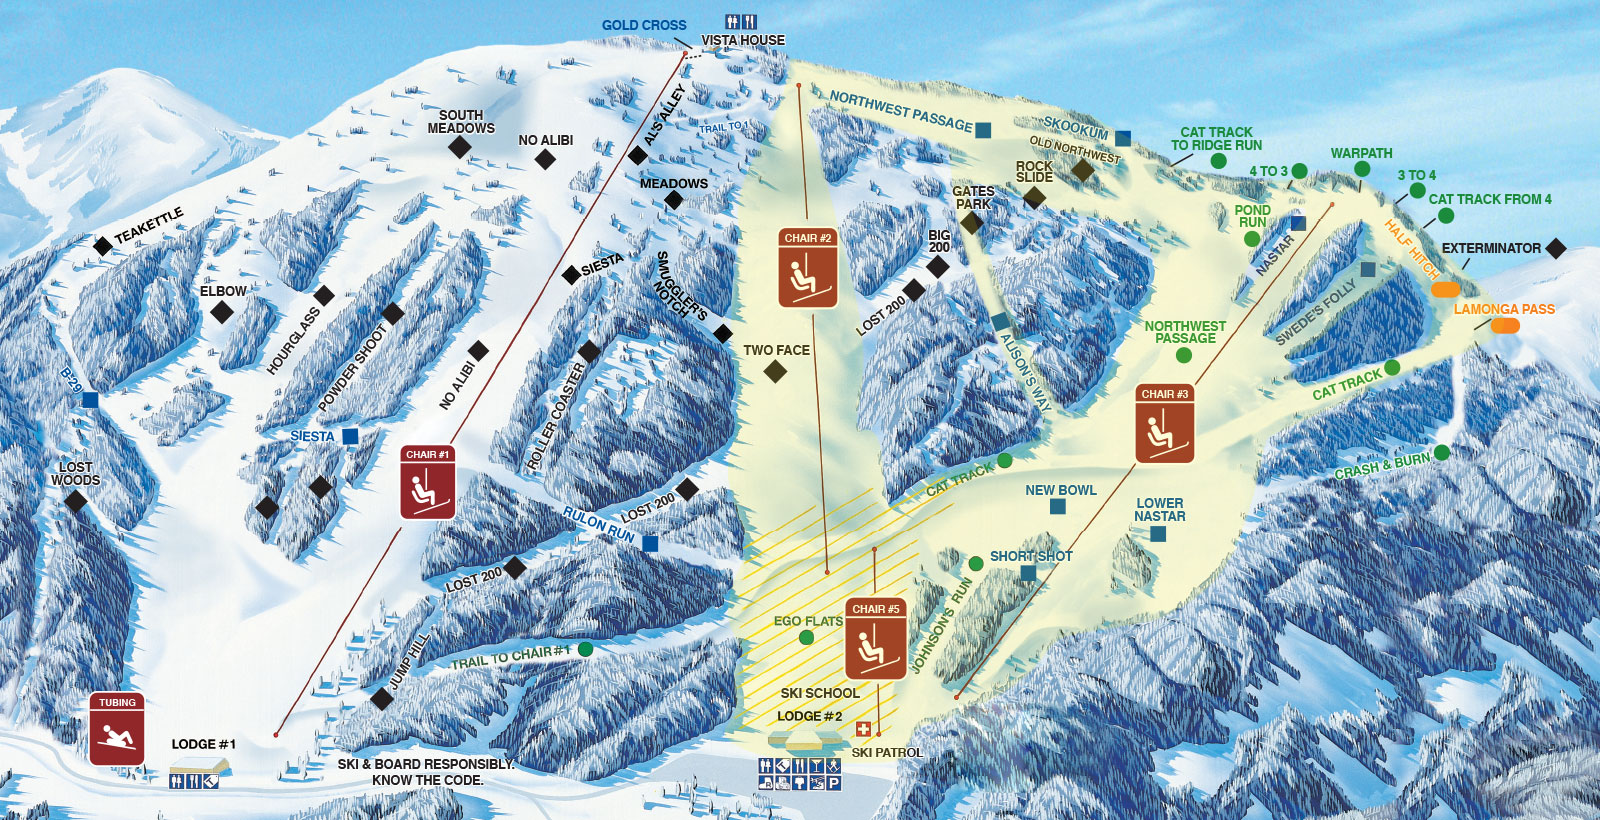 GOLD CROSS
VISTA HOUSE
SOUTH
MEADOWS
NO ALIBI
AL'S ALLEY
TRAIL TO 1
MEADOWS
TEAKETTLE
ELBOW
HOURGLASS
POWDER SHOOT
NO ALIBI
SIESTA
SMUGGLER'S
NOTCH
ROLLER COASTER
B-29
SIESTA
LOST
WOODS
CHAIR #1
RULON RUN
LOST 200
LOST 200
JUMP HILL
TRAIL TO CHAIR #1
TUBING
LODGE #1
SKI & BOARD RESPONSIBLY.
KNOW THE CODE.
NORTHWEST PASSAGE
SKOOKUM
OLD NORTHWEST
ROCK
SLIDE
GATES
PARK
BIG
200
LOST 200
CHAIR #2
TWO FACE
ALISON'S WAY
CAT TRACK
TO RIDGE RUN
4 TO 3
WARPATH
3 TO 4
CAT TRACK FROM 4
POND
RUN
NASTAR
HALF HITCH
EXTERMINATOR
LAMONGA PASS
SWEDE'S FOLLY
NORTHWEST
PASSAGE
CAT TRACK
CHAIR #3
CRASH & BURN
CAT TRACK
NEW BOWL
LOWER
NASTAR
SHORT SHOT
JOHNSON'S RUN
CHAIR #5
EGO FLATS
SKI SCHOOL
LODGE #2
SKI PATROL
P